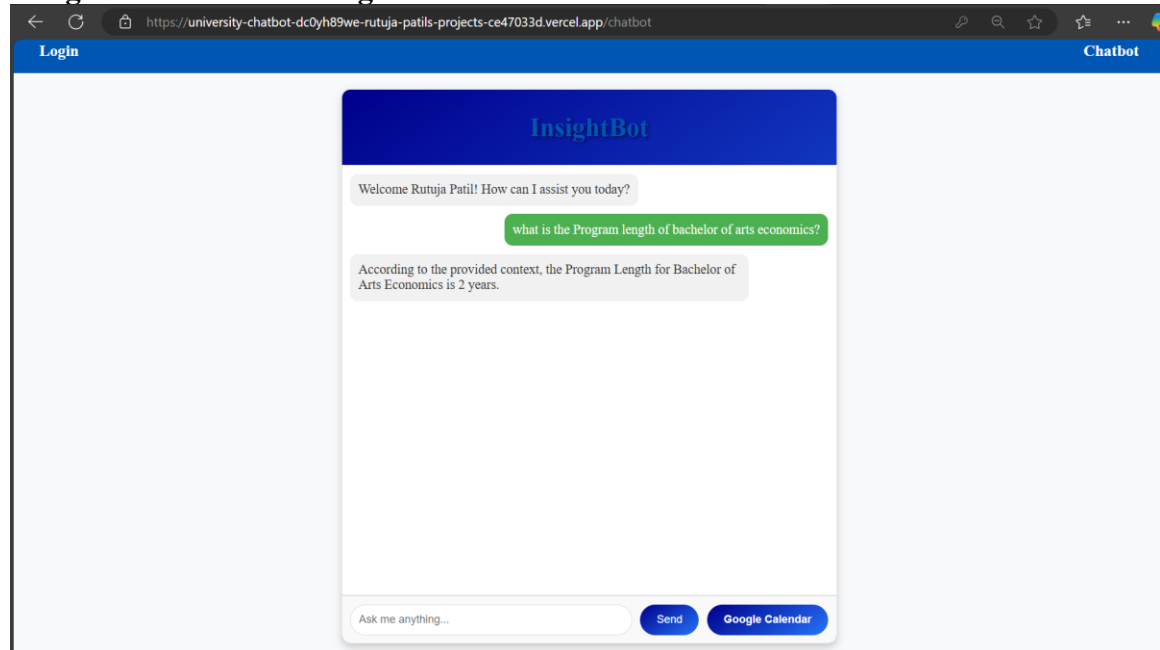 https://university-chatbot-dc0yh89we-rutuja-patils-projects-ce47033d.vercel.app/chatbot
Login
Chatbot
InsightBot
Welcome Rutuja Patil! How can I assist you today?
what is the Program length of bachelor of arts economics?
According to the provided context, the Program Length for Bachelor of
Arts Economics is 2 years.
Ask me anything...
Send
Google Calendar